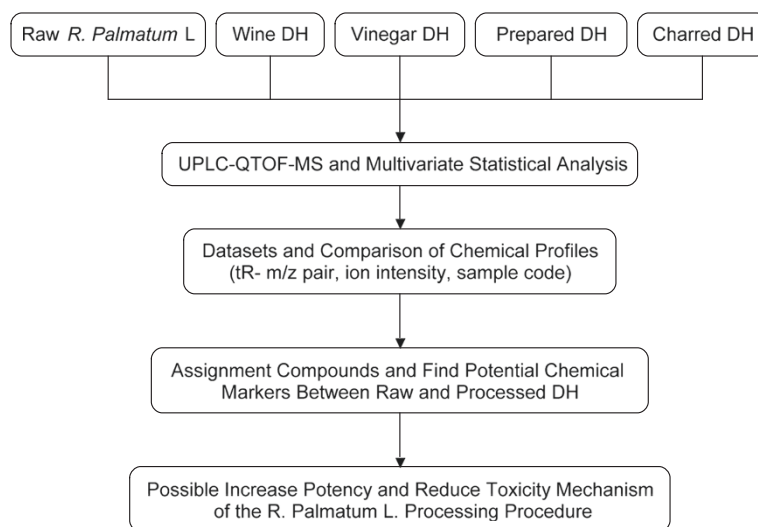 Raw R. Palmatum L
Wine DH
Vinegar DH
Prepared DH
Charred DH
UPLC-QTOF-MS and Multivariate Statistical Analysis
Datasets and Comparison of Chemical Profiles
(tR- m/z pair, ion intensity, sample code)
Assignment Compounds and Find Potential Chemical
Markers Between Raw and Processed DH
Possible Increase Potency and Reduce Toxicity Mechanism
of the R. Palmatum L. Processing Procedure